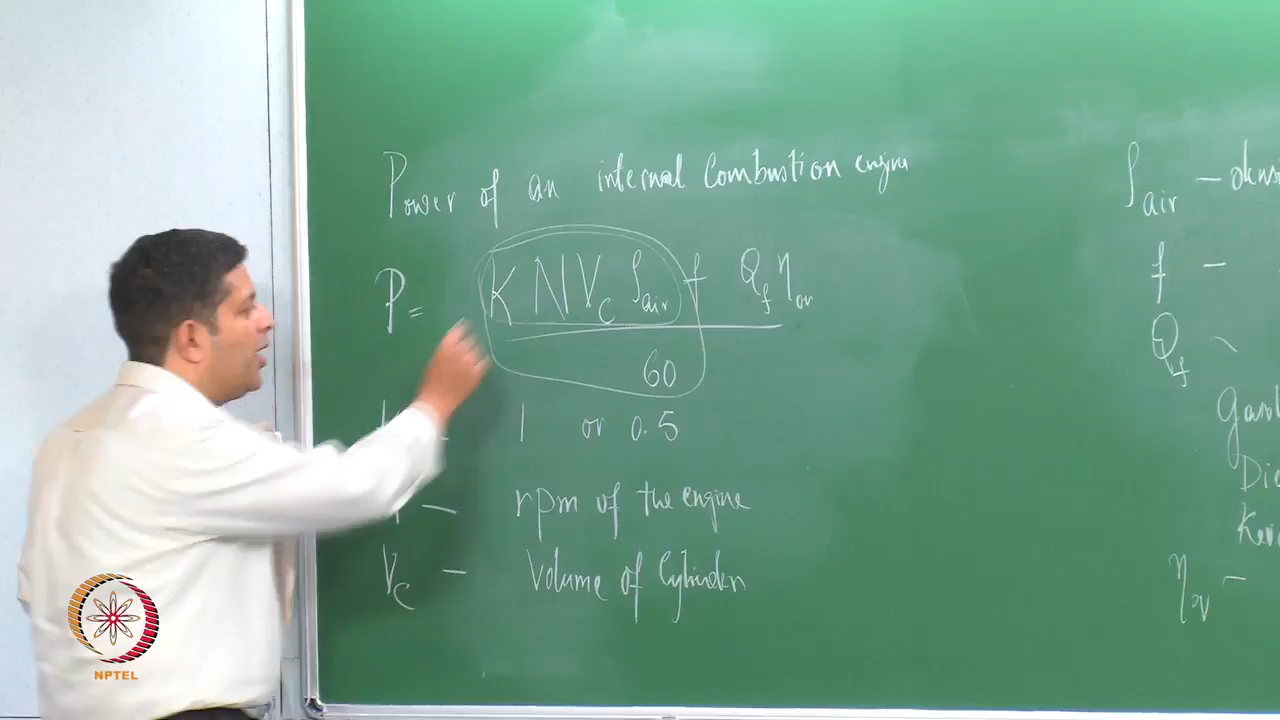 Power of an internal Combustion engine
P = K N V_c ρ_air f Q_f η_ov
60
1 or 0.5
— rpm of the engine
V_c — Volume of Cylinder
ρ_air —
f —
Q_f -
η_ov —
NPTEL